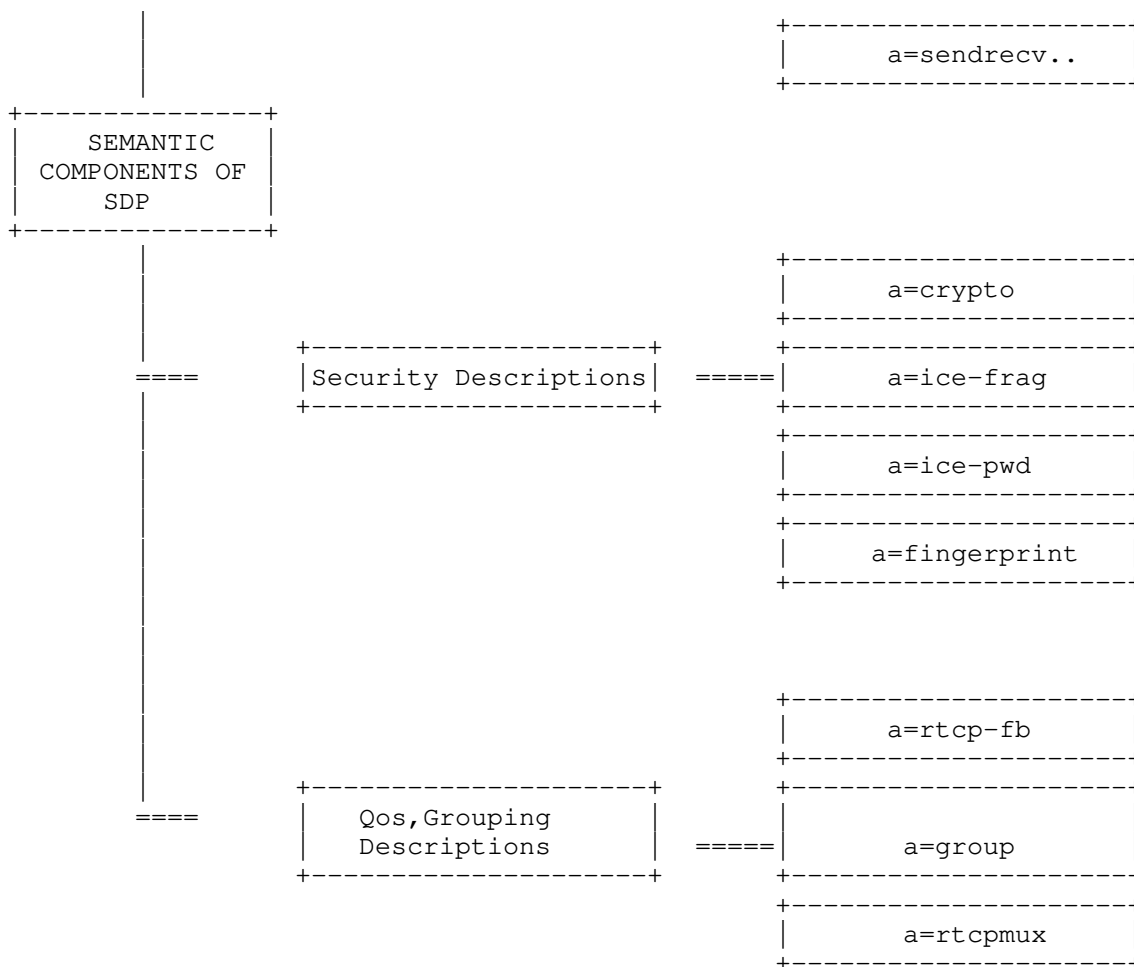 a=sendrecv..
SEMANTIC
COMPONENTS OF
SDP
a=crypto
==== |Security Descriptions| =====| a=ice-frag
a=ice-pwd
a=fingerprint
a=rtcp-fb
Qos,Grouping
==== Descriptions =====| a=group
a=rtcpmux